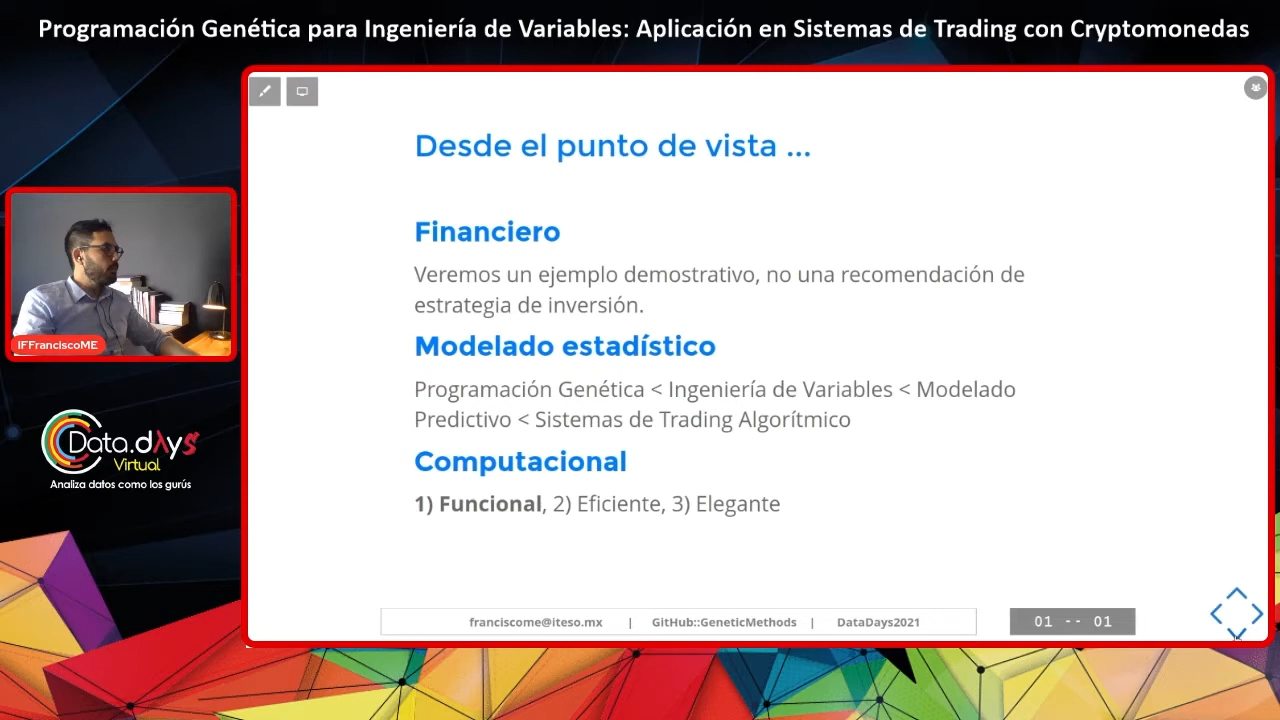 Programación Genética para Ingeniería de Variables: Aplicación en Sistemas de Trading con Cryptomonedas
Desde el punto de vista ...
Financiero
Veremos un ejemplo demostrativo, no una recomendación de
estrategia de inversión.
Modelado estadístico
Programación Genética < Ingeniería de Variables < Modelado
Predictivo < Sistemas de Trading Algorítmico
Computacional
1) Funcional, 2) Eficiente, 3) Elegante
IFFranciscoME
Data.dAys
Virtual
Analiza datos como los gurús
franciscome@iteso.mx | GitHub::GeneticMethods | DataDays2021
01 -- 01